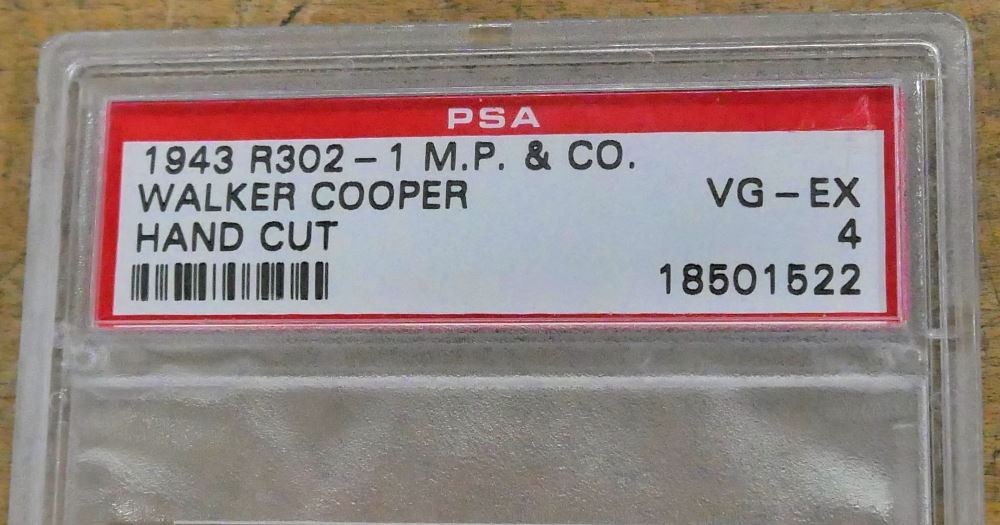 PSA
1943 R302-1 M.P. & CO.
WALKER COOPER VG-EX
HAND CUT 4
18501522